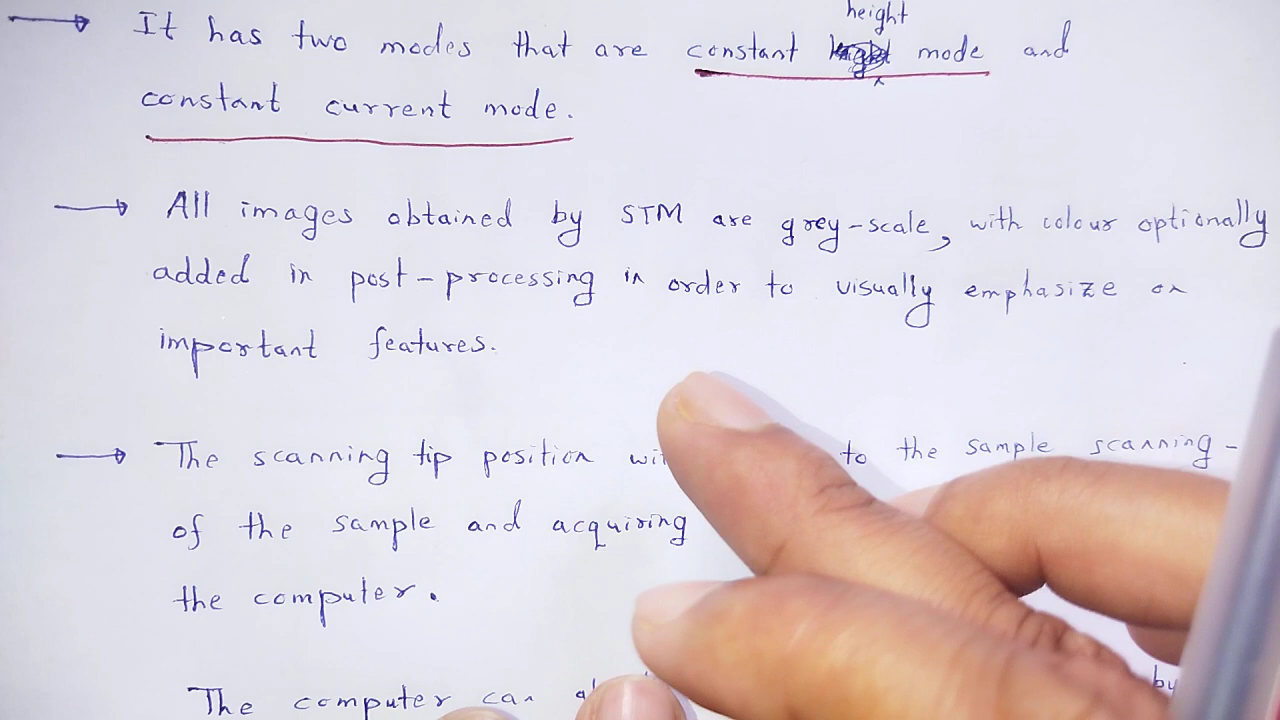 → It has two modes that are constant height mode and
constant current mode.
→ All images obtained by STM are grey-scale, with colour optionally
added in post-processing in order to visually emphasize on
important features.
→ The scanning tip position to the sample scanning-
of the sample and acquiring
the computer.
The computer can by